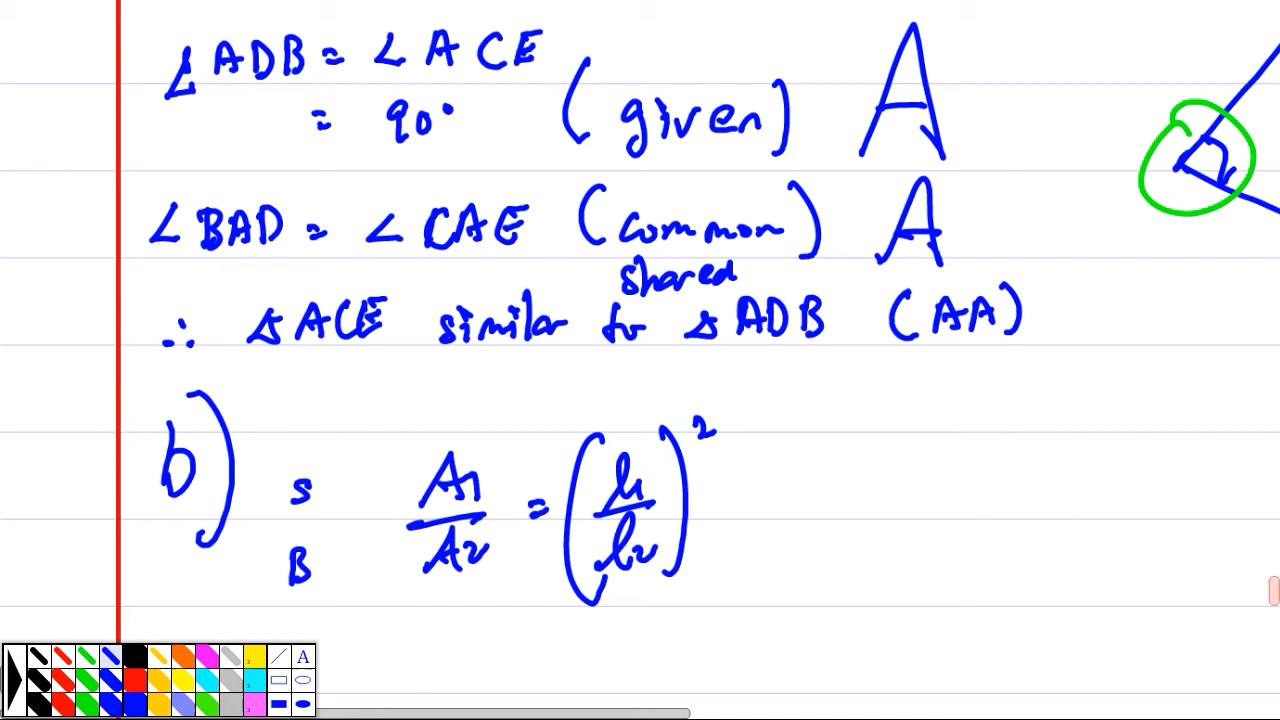 ∠ADB = ∠ACE
= 90° (given) A
∠BAD = ∠CAE (common shared) A
∴ △ACE similar to △ADB (AA)
b) S/B A1/A2 = (l1/l2)²
A